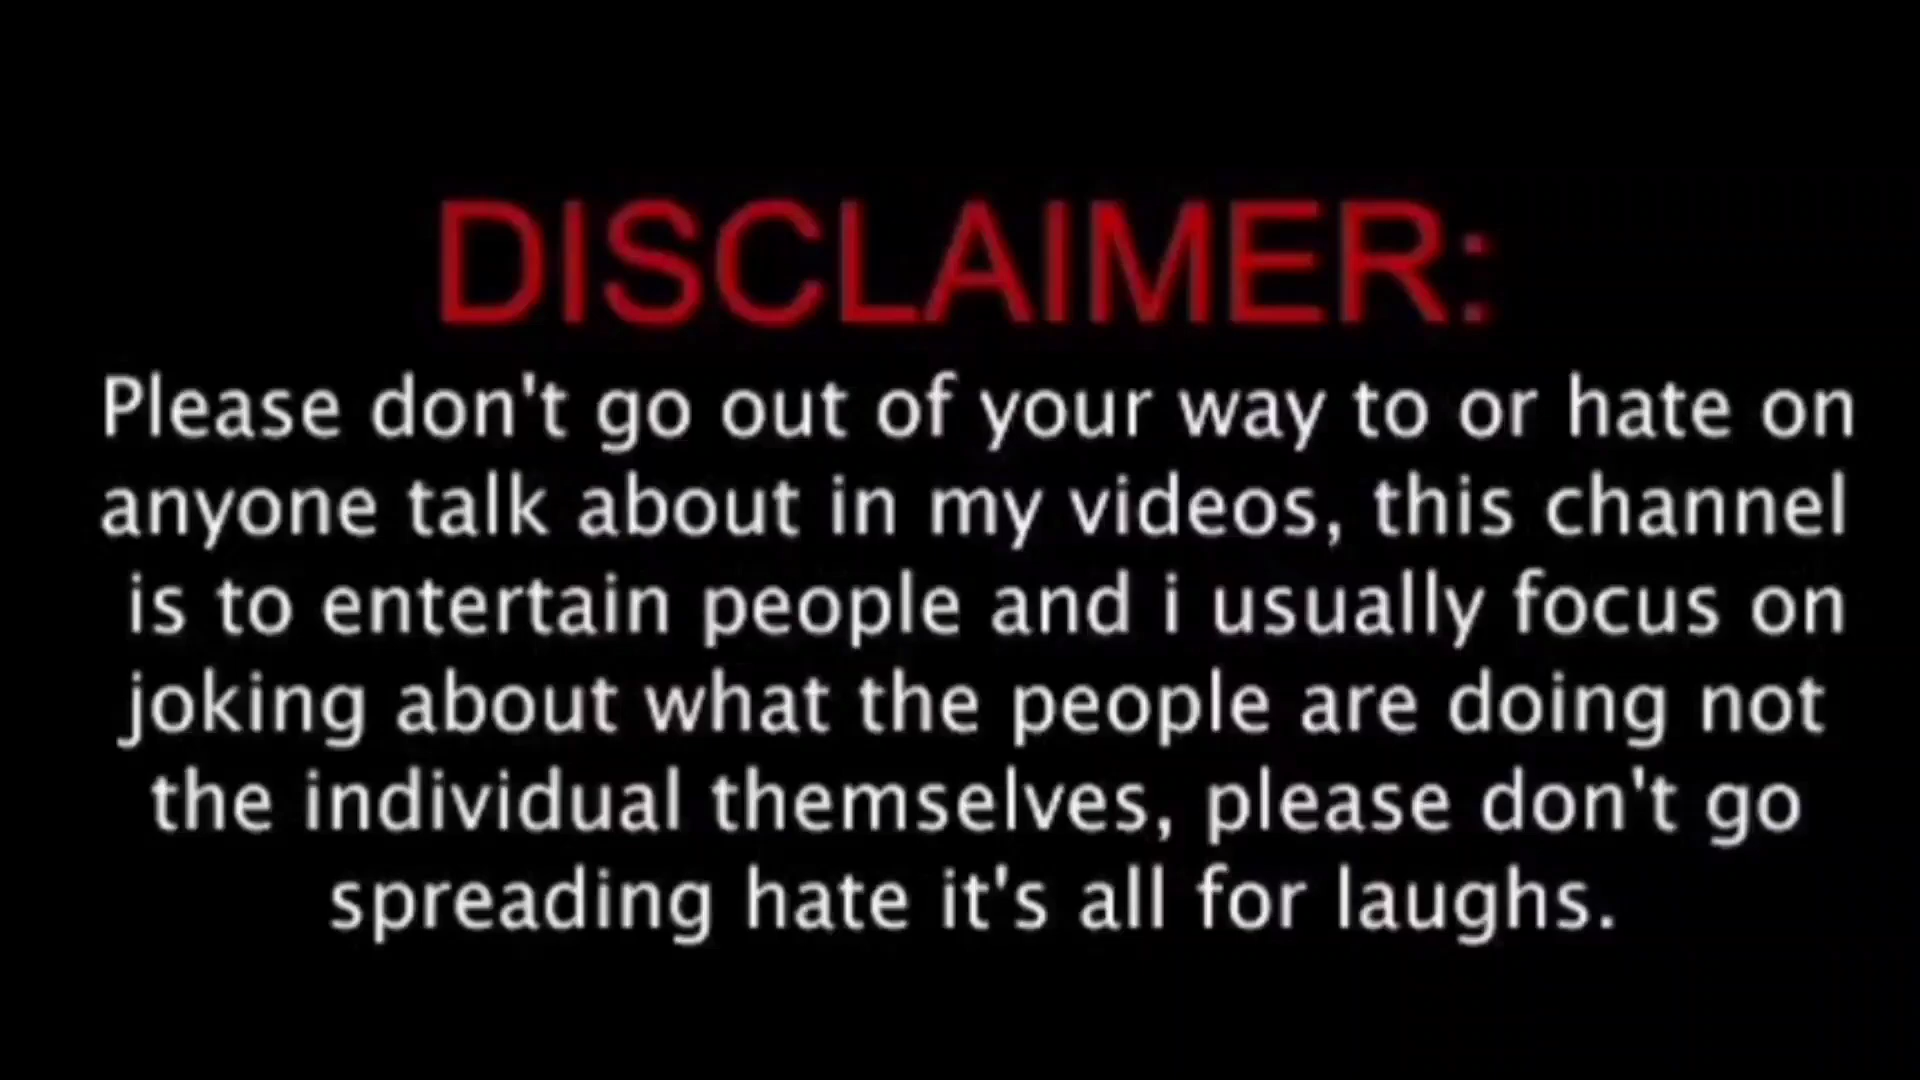 DISCLAIMER:
Please don't go out of your way to or hate on
anyone talk about in my videos, this channel
is to entertain people and i usually focus on
joking about what the people are doing not
the individual themselves, please don't go
spreading hate it's all for laughs.